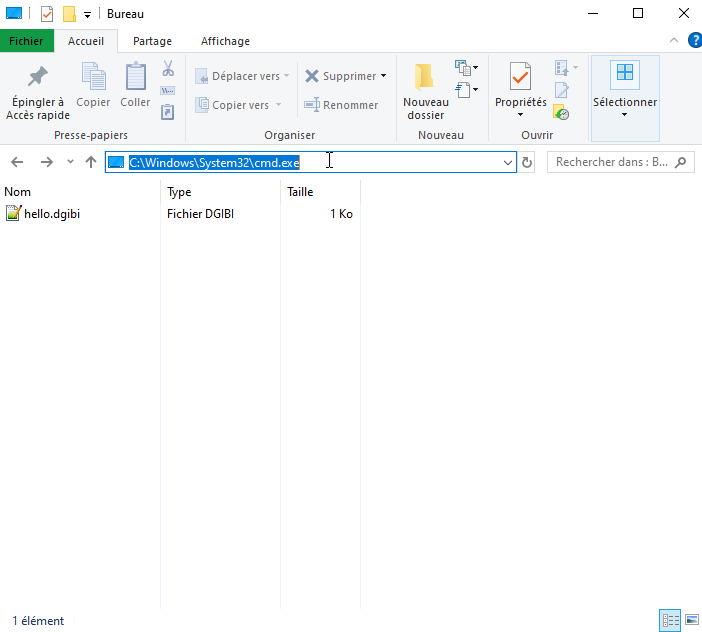 Bureau
Fichier Accueil Partage Affichage
?
Épingler à Accès rapide
Copier
Coller
W...
Presse-papiers
Déplacer vers
Copier vers
Supprimer
Renommer
Organiser
Nouveau dossier
Nouveau
Propriétés
Ouvrir
Sélectionner
C:\Windows\System32\cmd.exe
Rechercher dans : B...
Nom Type Taille
hello.dgibi Fichier DGIBI 1 Ko
1 élément